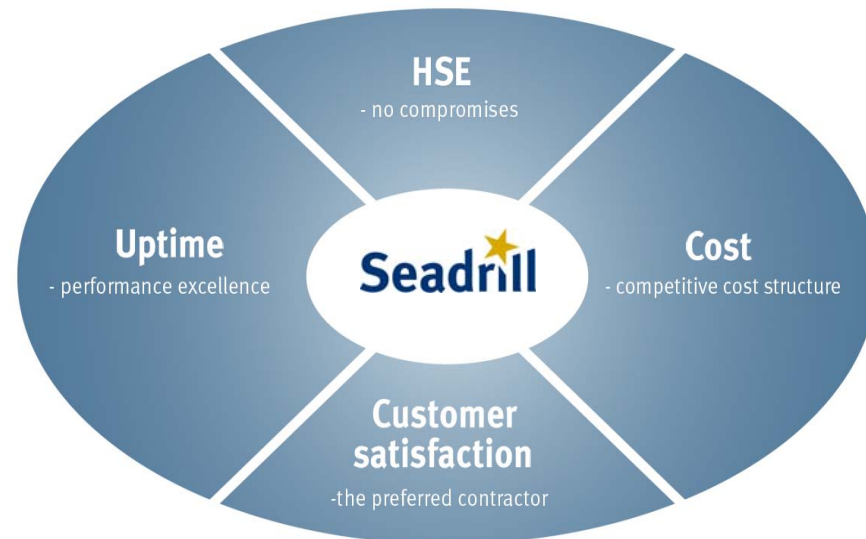 HSE
- no compromises
Uptime
- performance excellence
Seadrill
Cost
- competitive cost structure
Customer
satisfaction
-the preferred contractor